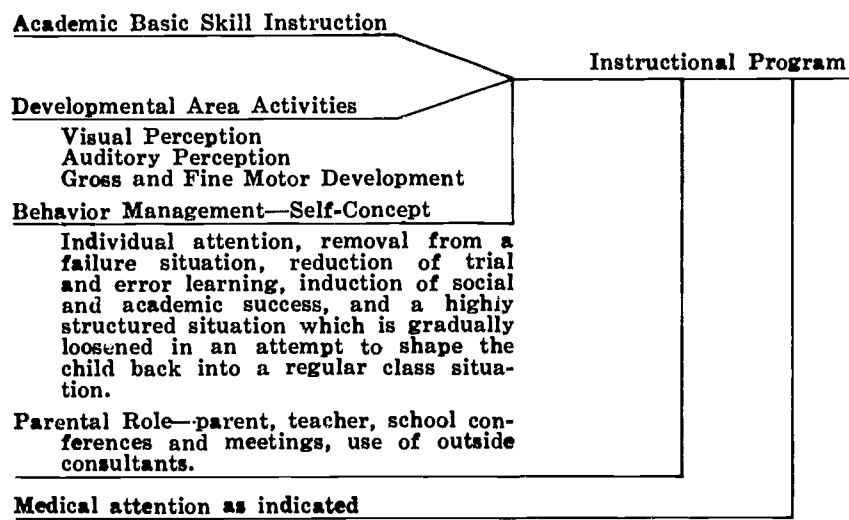 Academic Basic Skill Instruction
Instructional Program
Developmental Area Activities
Visual Perception
Auditory Perception
Gross and Fine Motor Development
Behavior Management—Self-Concept
Individual attention, removal from a
failure situation, reduction of trial
and error learning, induction of social
and academic success, and a highly
structured situation which is gradually
loosened in an attempt to shape the
child back into a regular class situa-
tion.
Parental Role—parent, teacher, school con-
ferences and meetings, use of outside
consultants.
Medical attention as indicated